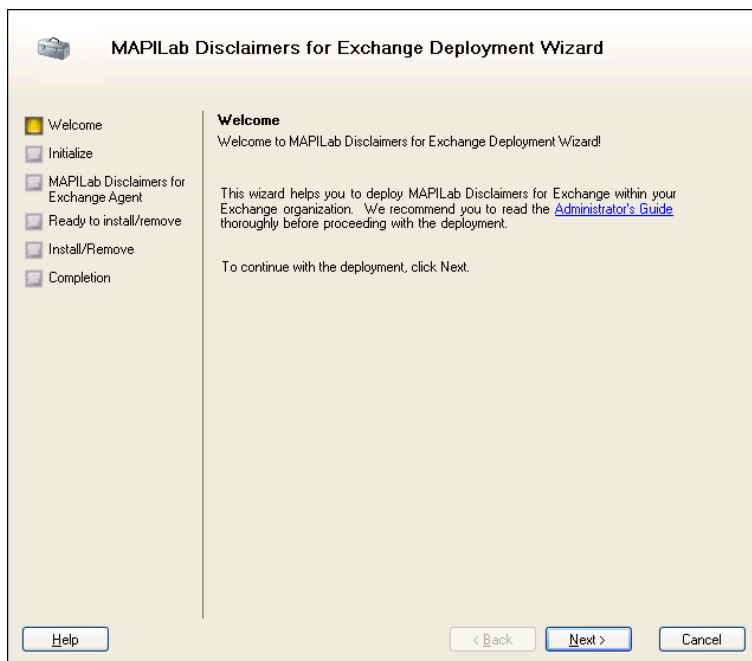 MAPILab Disclaimers for Exchange Deployment Wizard
Welcome
Initialize
MAPILab Disclaimers for
Exchange Agent
Ready to install/remove
Install/Remove
Completion
Welcome
Welcome to MAPILab Disclaimers for Exchange Deployment Wizard!
This wizard helps you to deploy MAPILab Disclaimers for Exchange within your
Exchange organization. We recommend you to read the Administrator's Guide
thoroughly before proceeding with the deployment.
To continue with the deployment, click Next.
Help
< Back
Next >
Cancel